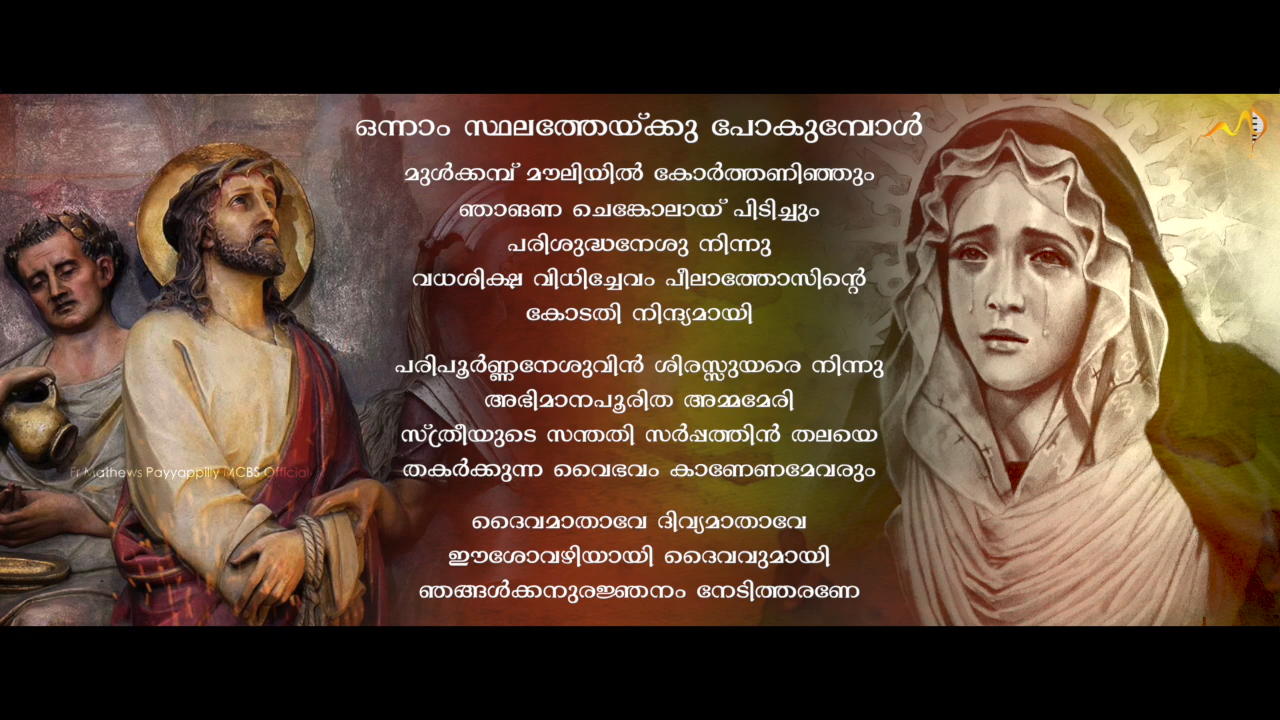 ഒന്നാം സ്ഥലത്തേയ്ക്കു പോകുമ്പോൾ
മുൾക്കമ്പ് മൗലിയിൽ കോർത്തണിഞ്ഞും
ഞാങണ ചെങ്കോലായ് പിടിച്ചും
പരിശുദ്ധനേശു നിന്നു
വധശിക്ഷ വിധിച്ചേവം പീലാത്തോസിന്റെ
കോടതി നിന്ദ്യമായി
പരിപൂർണ്ണനേശുവിൻ ശിരസ്സുയരെ നിന്നു
അഭിമാനപൂരിത അമ്മമേരി
സ്ത്രീയുടെ സന്തതി സർപ്പത്തിൻ തലയെ
തകർക്കുന്ന വൈഭവം കാണേണമേവരും
Fr Mathews Payyappilly MCBS Official
ദൈവമാതാവേ ദിവ്യമാതാവേ
ഈശോവഴിയായി ദൈവവുമായി
ഞങ്ങൾക്കനുരഞ്ജനം നേടിത്തരണേ